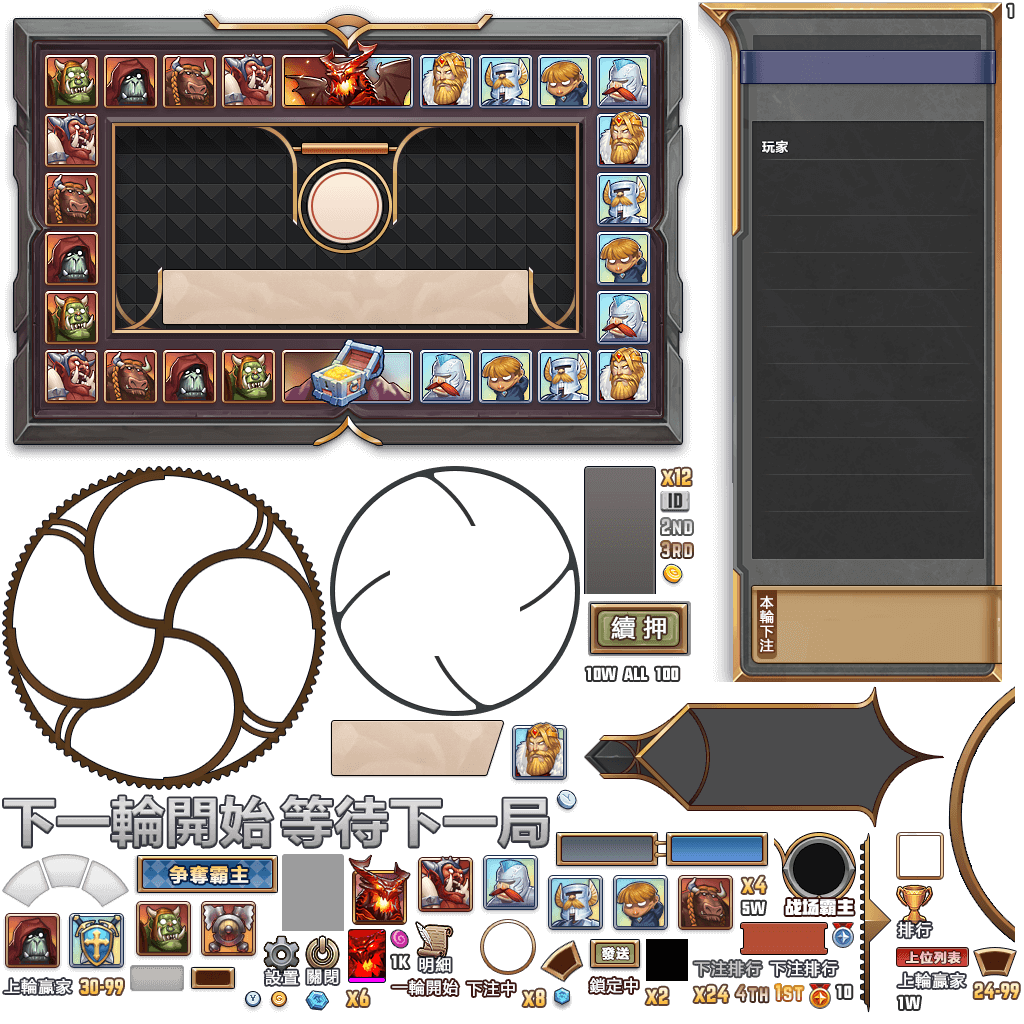 1
玩家
X12
ID
2ND
3RD
本輪下注
續押
10W ALL 100
下一輪開始 等待下一局
争奪霸主
X4
5W
战场霸主
排行
發送
1K
明細
設置
關閉
上位列表
上輪贏家
30-99
一輪開始
下注中
鎖定中
下注排行
下注排行
上輪贏家
X6
X8
X2
X24
4TH
1ST
10
1W
24-99